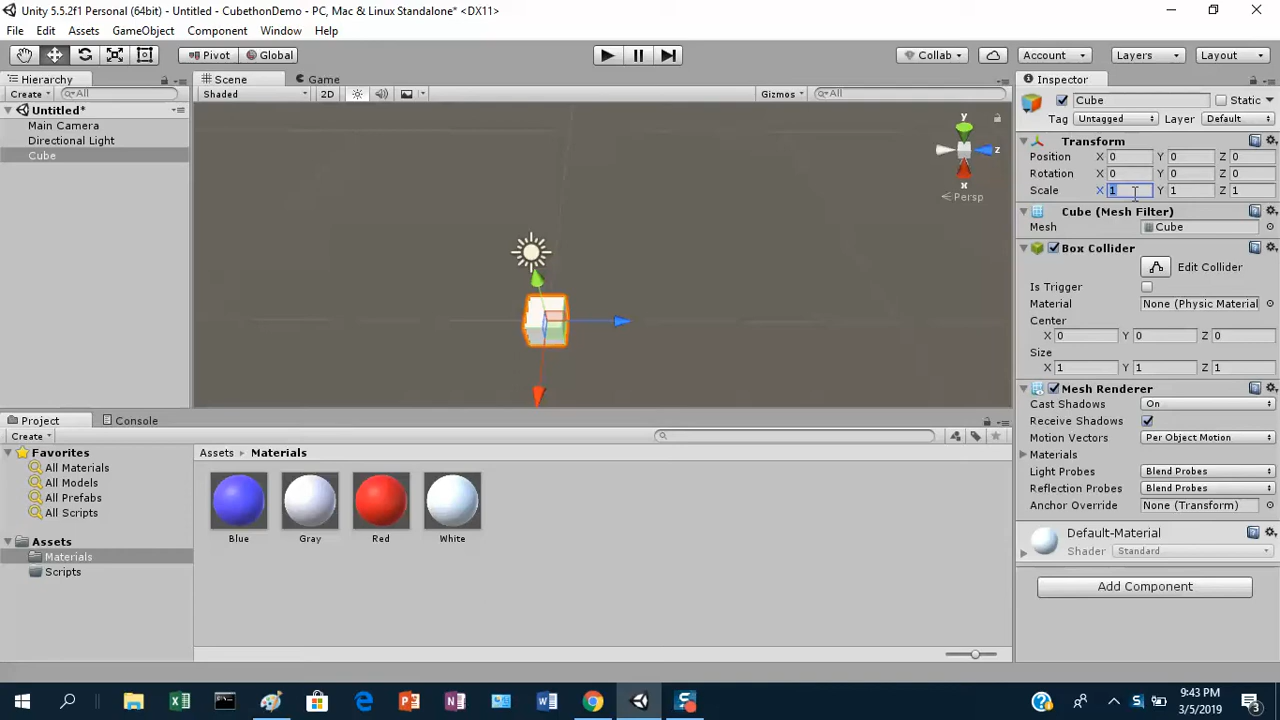 Unity 5.5.2f1 Personal (64bit) - Untitled - CubethonDemo - PC, Mac & Linux Standalone* <DX11>
File Edit Assets GameObject Component Window Help
Pivot Global Collab Account Layers Layout
Hierarchy Scene Game Inspector
Create All Shaded 2D Gizmos All Cube Static
Untitled* Tag Untagged Layer Default
Main Camera
Directional Light
Cube
Transform
Position X 0 Y 0 Z 0
Rotation X 0 Y 0 Z 0
Scale X 1 Y 1 Z 1
y
z
x
Persp
Cube (Mesh Filter)
Mesh Cube
Box Collider
Edit Collider
Is Trigger
Material None (Physic Material
Center
X 0 Y 0 Z 0
Size
X 1 Y 1 Z 1
Mesh Renderer
Cast Shadows On
Receive Shadows
Motion Vectors Per Object Motion
Materials
Light Probes Blend Probes
Reflection Probes Blend Probes
Anchor Override None (Transform)
Default-Material
Shader Standard
Add Component
Project Console
Create
Favorites
All Materials
All Models
All Prefabs
All Scripts
Assets
Materials
Scripts
Assets Materials
Blue Gray Red White
9:43 PM
3/5/2019
3